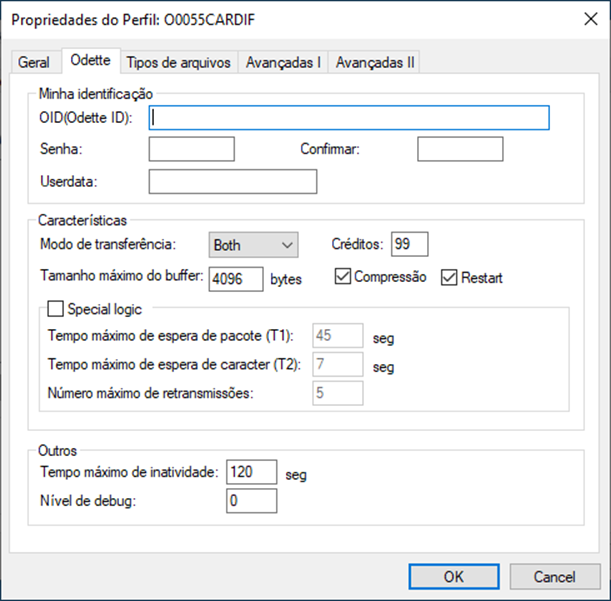 Propriedades do Perfil: O0055CARDIF
Geral Odette Tipos de arquivos Avançadas I Avançadas II
Minha identificação
OID(Odette ID):
Senha: Confirmar:
Userdata:
Características
Modo de transferência: Both Créditos: 99
Tamanho máximo do buffer: 4096 bytes Compressão Restart
Special logic
Tempo máximo de espera de pacote (T1): 45 seg
Tempo máximo de espera de caracter (T2): 7 seg
Número máximo de retransmissões: 5
Outros
Tempo máximo de inatividade: 120 seg
Nível de debug: 0
OK Cancel